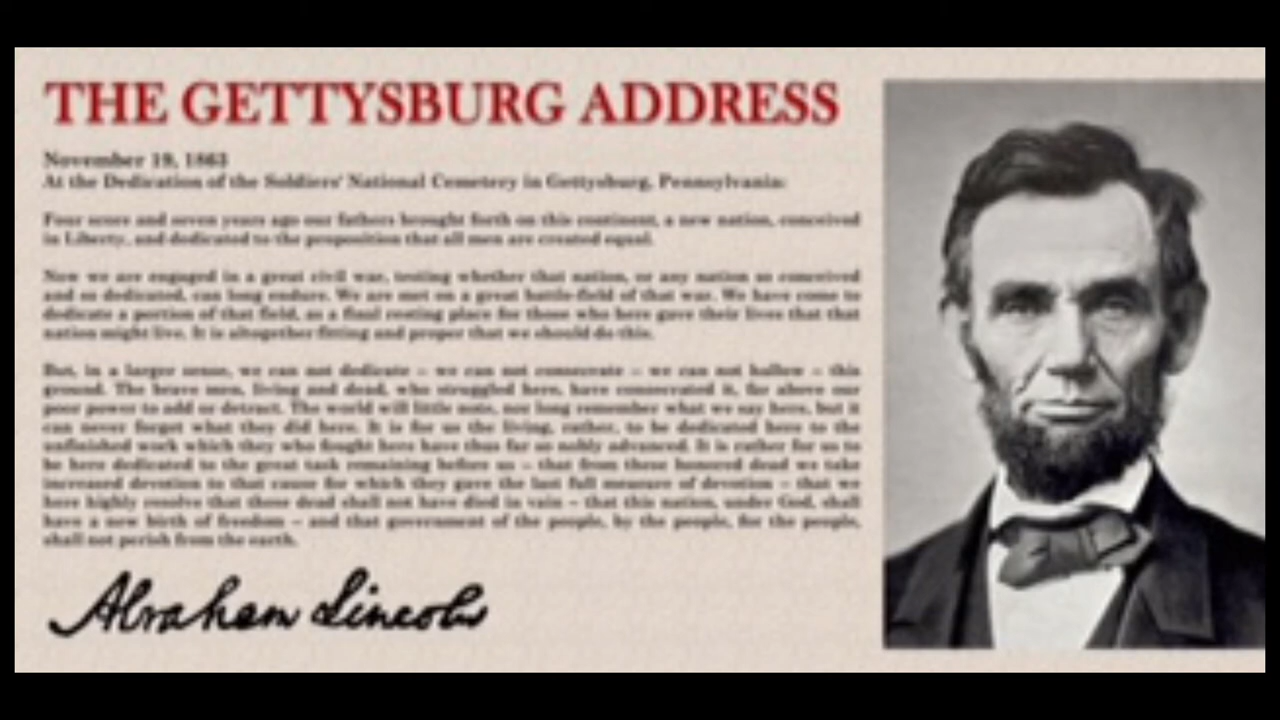 THE GETTYSBURG ADDRESS
November 19, 1863
At the Dedication of the Soldiers' National Cemetery in Gettysburg, Pennsylvania:
Four score and seven years ago our fathers brought forth on this continent, a new nation, conceived
in Liberty, and dedicated to the proposition that all men are created equal.
Now we are engaged in a great civil war, testing whether that nation, or any nation so conceived
and so dedicated, can long endure. We are met on a great battle-field of that war. We have come to
dedicate a portion of that field, as a final resting place for those who here gave their lives that that
nation might live. It is altogether fitting and proper that we should do this.
But, in a larger sense, we can not dedicate – we can not consecrate – we can not hallow – this
ground. The brave men, living and dead, who struggled here, have consecrated it, far above our
poor power to add or detract. The world will little note, nor long remember what we say here, but it
can never forget what they did here. It is for us the living, rather, to be dedicated here to the
unfinished work which they who fought here have thus far so nobly advanced. It is rather for us to
be here dedicated to the great task remaining before us – that from these honored dead we take
increased devotion to that cause for which they gave the last full measure of devotion – that we
here highly resolve that these dead shall not have died in vain – that this nation, under God, shall
have a new birth of freedom – and that government of the people, by the people, for the people,
shall not perish from the earth.
Abraham Lincoln